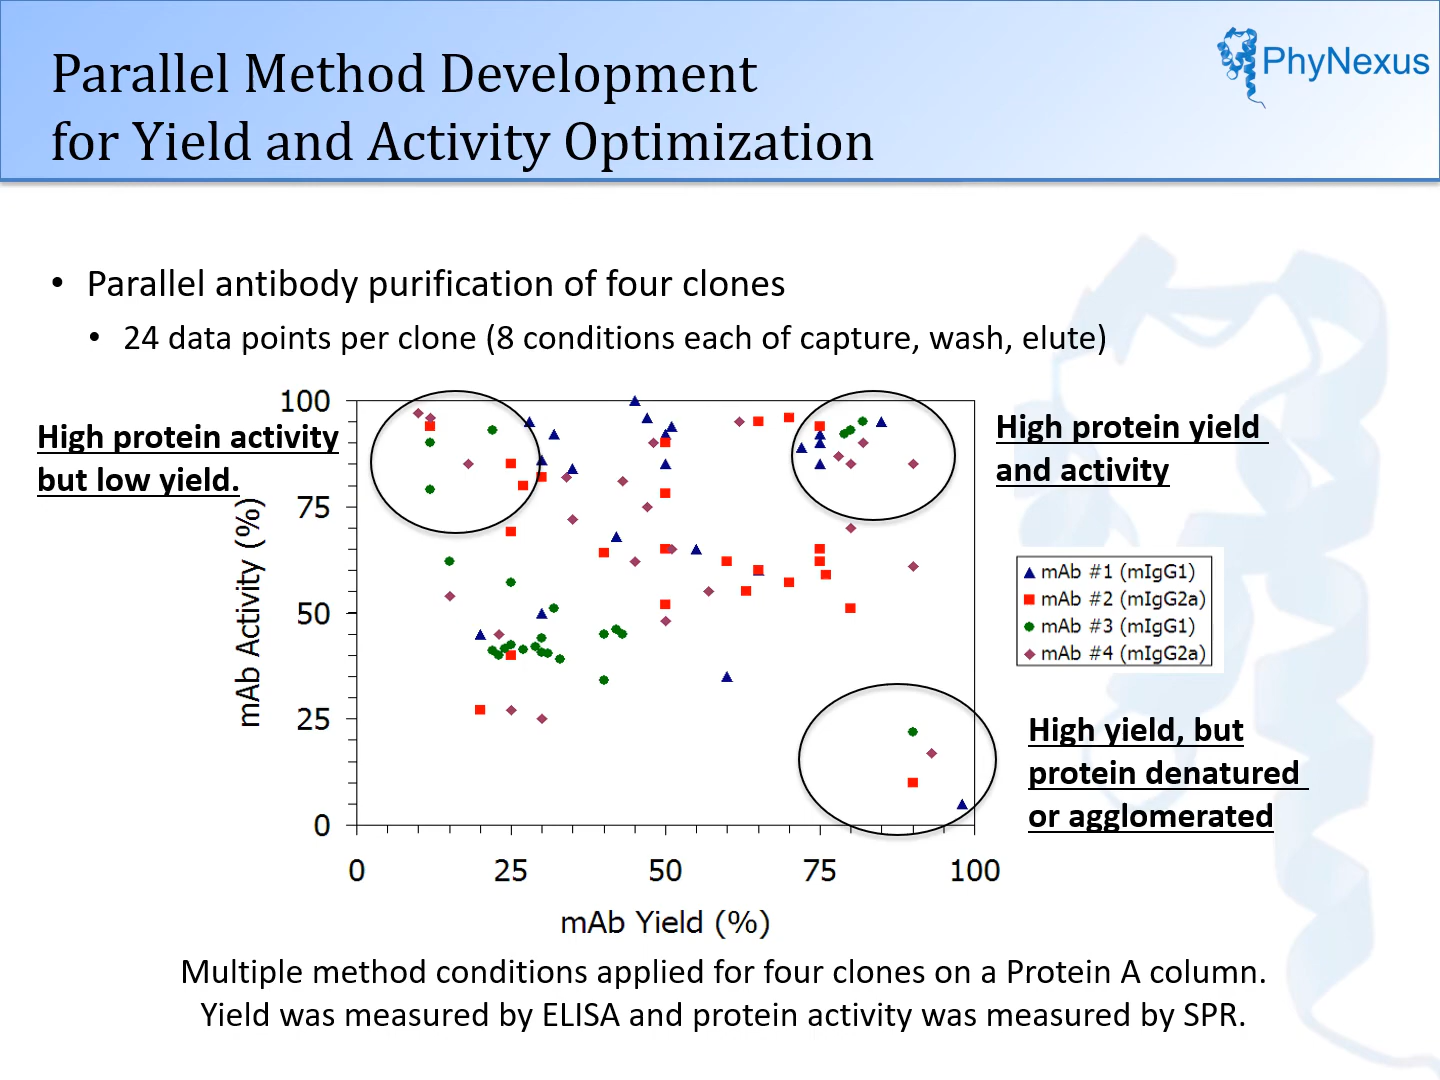 Parallel Method Development
for Yield and Activity Optimization
PhyNexus
• Parallel antibody purification of four clones
• 24 data points per clone (8 conditions each of capture, wash, elute)
High protein activity
but low yield.
High protein yield
and activity
High yield, but
protein denatured
or agglomerated
mAb Activity (%)
100
75
50
25
0
0 25 50 75 100
mAb Yield (%)
mAb #1 (mIgG1)
mAb #2 (mIgG2a)
mAb #3 (mIgG1)
mAb #4 (mIgG2a)
Multiple method conditions applied for four clones on a Protein A column.
Yield was measured by ELISA and protein activity was measured by SPR.